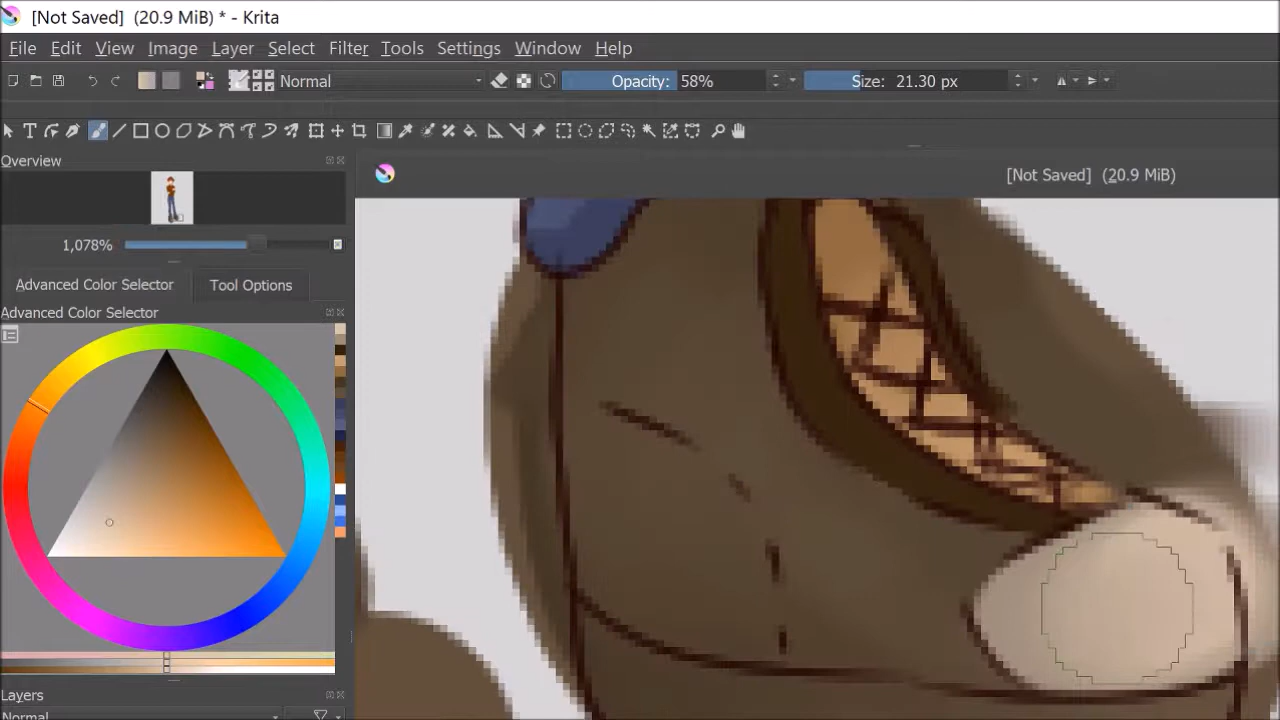 [Not Saved] (20.9 MiB) * - Krita
File Edit View Image Layer Select Filter Tools Settings Window Help
Normal Opacity: 58% Size: 21.30 px
Overview
[Not Saved] (20.9 MiB)
1,078%
Advanced Color Selector Tool Options
Advanced Color Selector
Layers
Normal